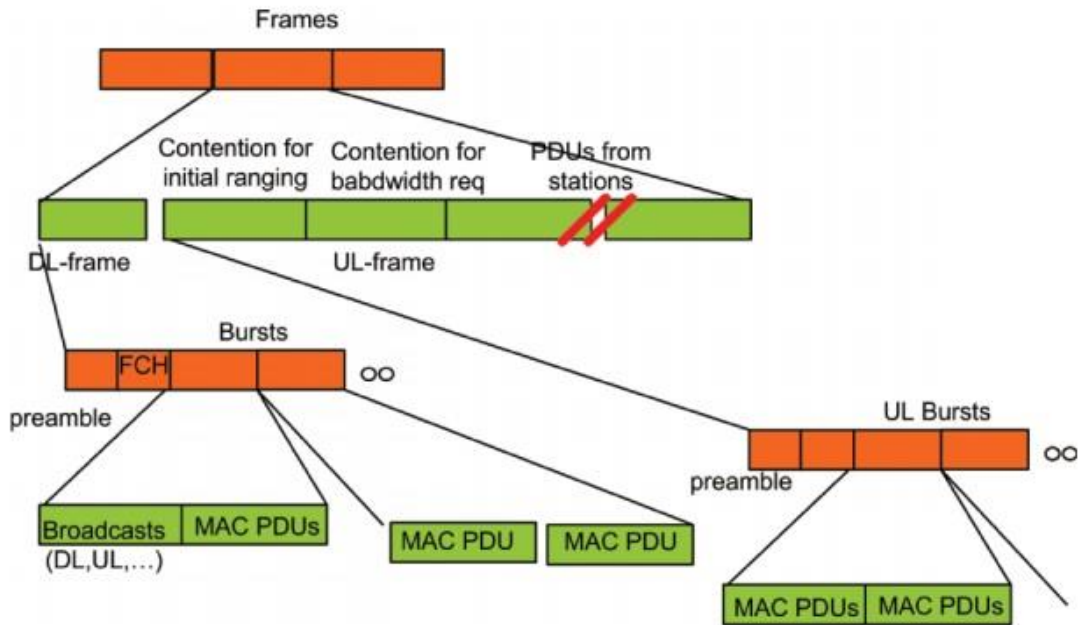 Frames
Contention for
initial ranging
Contention for
babdwidth req
PDUs from
stations
DL-frame
UL-frame
Bursts
FCH
preamble
UL Bursts
preamble
Broadcasts
(DL,UL,...)
MAC PDUs
MAC PDU
MAC PDU
MAC PDUs
MAC PDUs